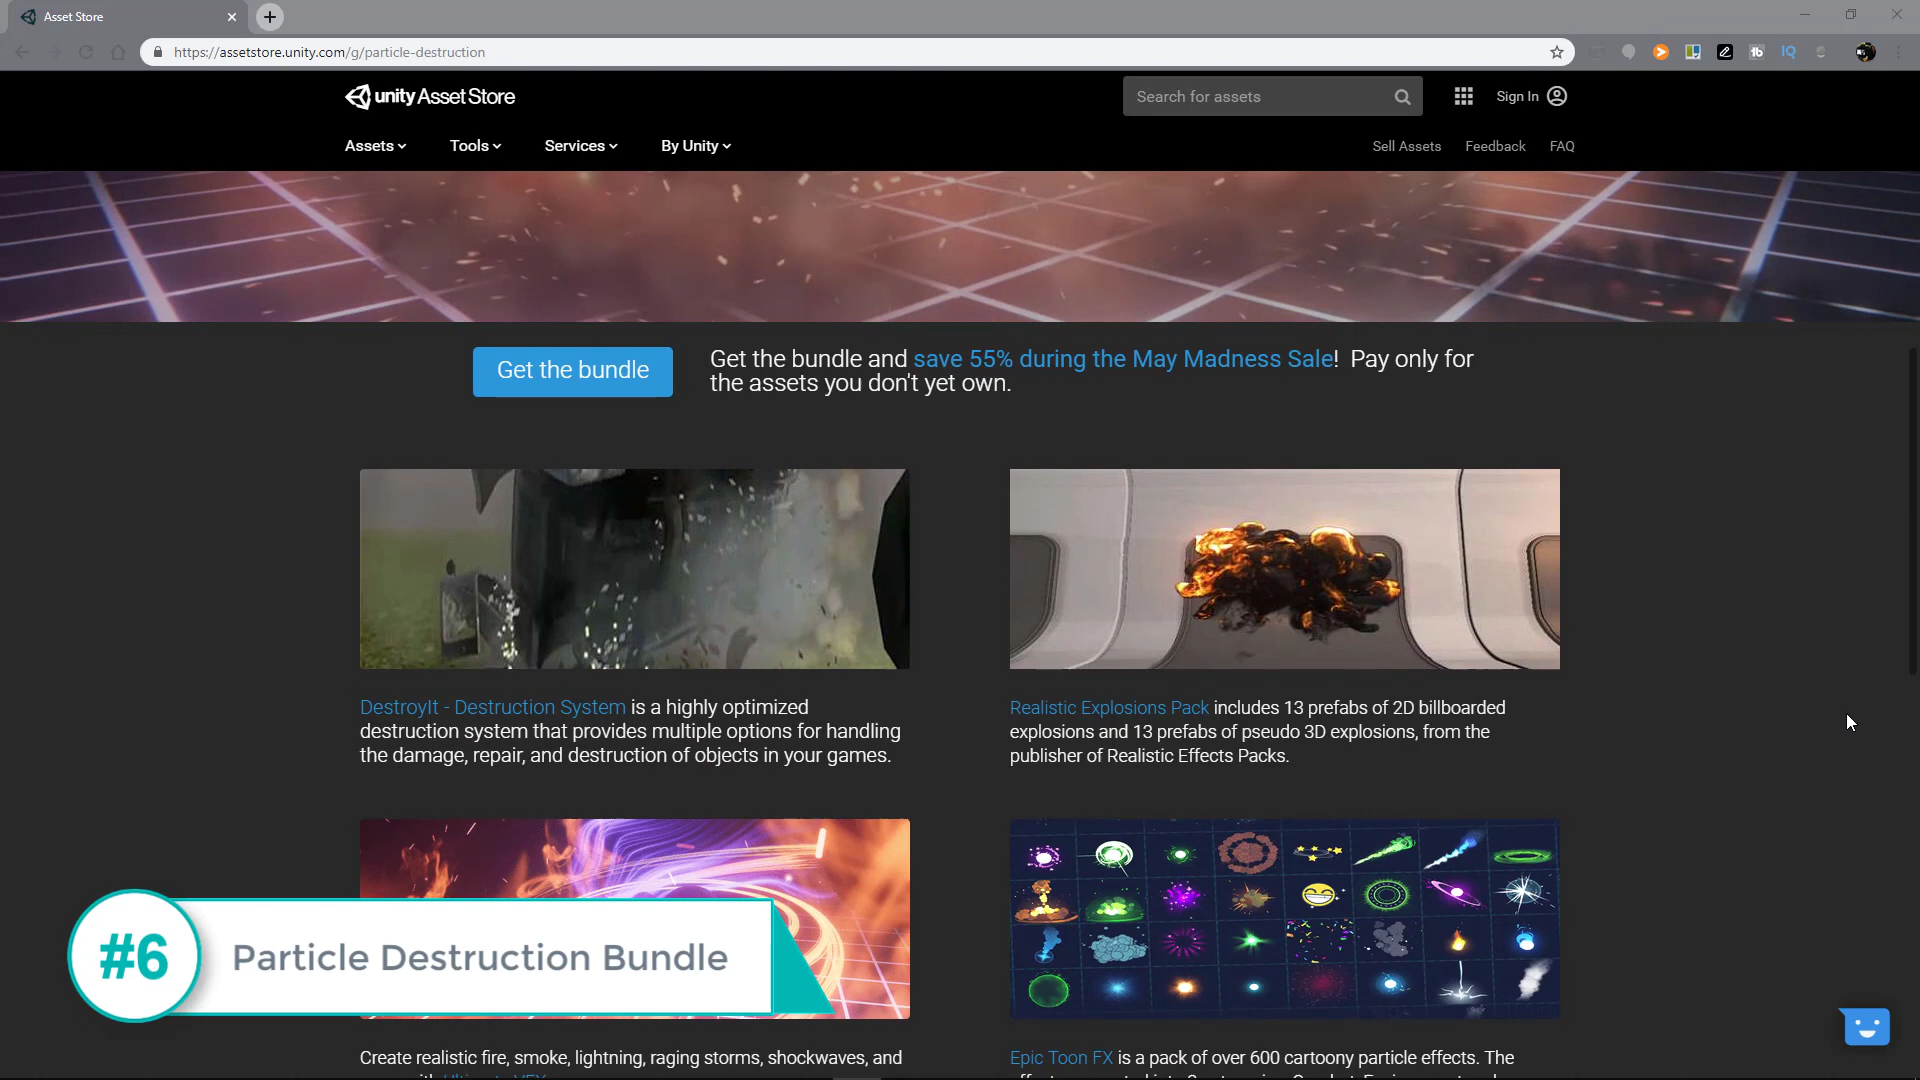 Asset Store
https://assetstore.unity.com/g/particle-destruction
unity Asset Store
Search for assets
Sign In
Assets
Tools
Services
By Unity
Sell Assets
Feedback
FAQ
Get the bundle
Get the bundle and save 55% during the May Madness Sale! Pay only for
the assets you don't yet own.
DestroyIt - Destruction System is a highly optimized
destruction system that provides multiple options for handling
the damage, repair, and destruction of objects in your games.
Realistic Explosions Pack includes 13 prefabs of 2D billboarded
explosions and 13 prefabs of pseudo 3D explosions, from the
publisher of Realistic Effects Packs.
#6
Particle Destruction Bundle
Create realistic fire, smoke, lightning, raging storms, shockwaves, and
Epic Toon FX is a pack of over 600 cartoony particle effects. The